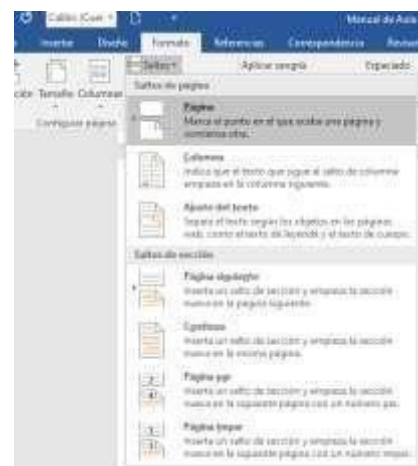 Calibri (Cuer
Manual de Aula
Insertar Diseño Formato Referencias Correspondencia Revisar
Saltos Aplicar sangría Espaciado
Tamaño Columnas
Configurar página
Saltos de página
Página
Marca el punto en el que acaba una página y
comienza otra.
Columna
Indica que el texto que sigue al salto de columna
empieza en la columna siguiente.
Ajuste del texto
Separa el texto según los objetos en las páginas
web, como el texto de leyenda y el texto de cuerpo.
Saltos de sección
Página siguiente
Inserta un salto de sección y empieza la sección
nueva en la página siguiente.
Continua
Inserta un salto de sección y empieza la sección
nueva en la misma página.
Página par
Inserta un salto de sección y empieza la sección
nueva en la siguiente página con un número par.
Página impar
Inserta un salto de sección y empieza la sección
nueva en la siguiente página con un número impar.